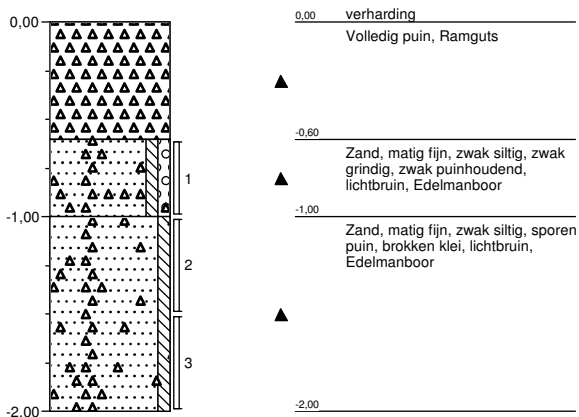 0,00
-1,00
-2,00
1
2
3
0,00
verharding
Volledig puin, Ramguts
-0,60
Zand, matig fijn, zwak siltig, zwak
grindig, zwak puinhoudend,
lichtbruin, Edelmanboor
-1,00
Zand, matig fijn, zwak siltig, sporen
puin, brokken klei, lichtbruin,
Edelmanboor
-2,00